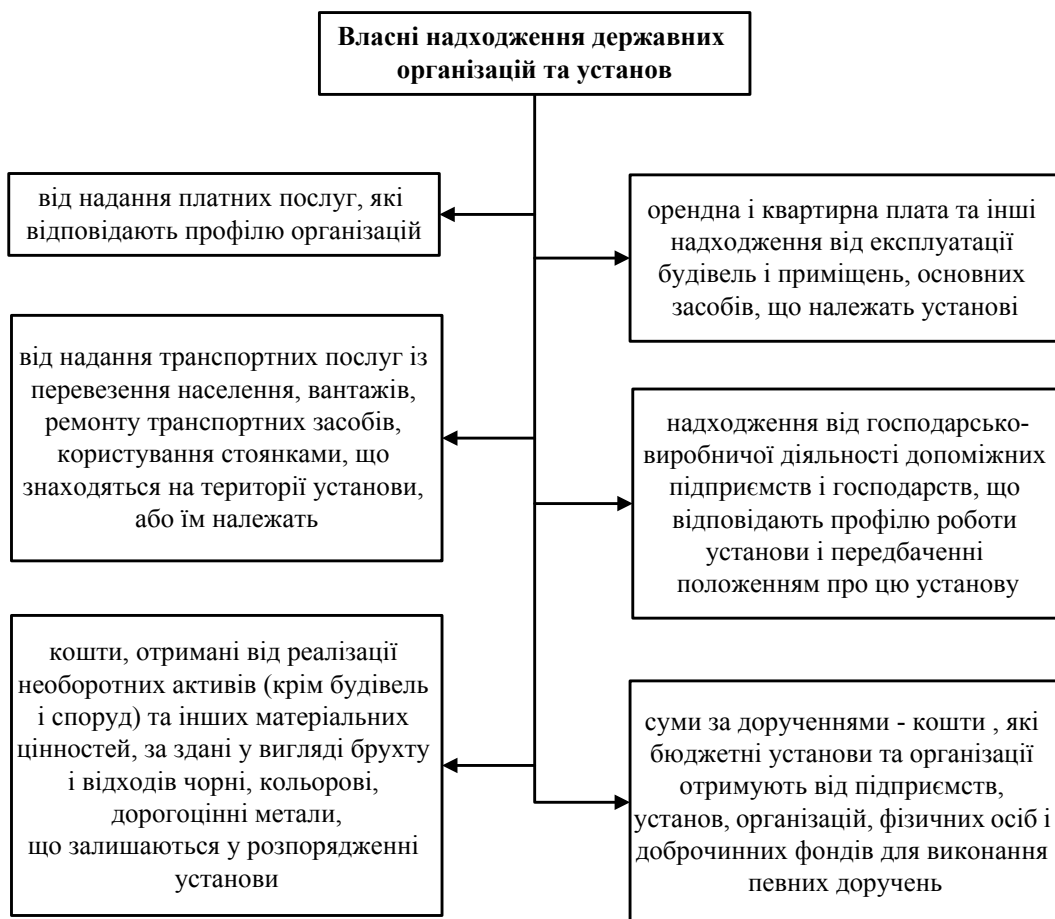 Власні надходження державних
організацій та установ
від надання платних послуг, які
відповідають профілю організацій
орендна і квартирна плата та інші
надходження від експлуатації
будівель і приміщень, основних
засобів, що належать установі
від надання транспортних послуг із
перевезення населення, вантажів,
ремонту транспортних засобів,
користування стоянками, що
знаходяться на території установи,
або їм належать
надходження від господарсько-
виробничої діяльності допоміжних
підприємств і господарств, що
відповідають профілю роботи
установи і передбаченні
положенням про цю установу
кошти, отримані від реалізації
необоротних активів (крім будівель
і споруд) та інших матеріальних
цінностей, за здані у вигляді брухту
і відходів чорні, кольорові,
дорогоцінні метали,
що залишаються у розпорядженні
установи
суми за дорученнями - кошти , які
бюджетні установи та організації
отримують від підприємств,
установ, організацій, фізичних осіб і
доброчинних фондів для виконання
певних доручень